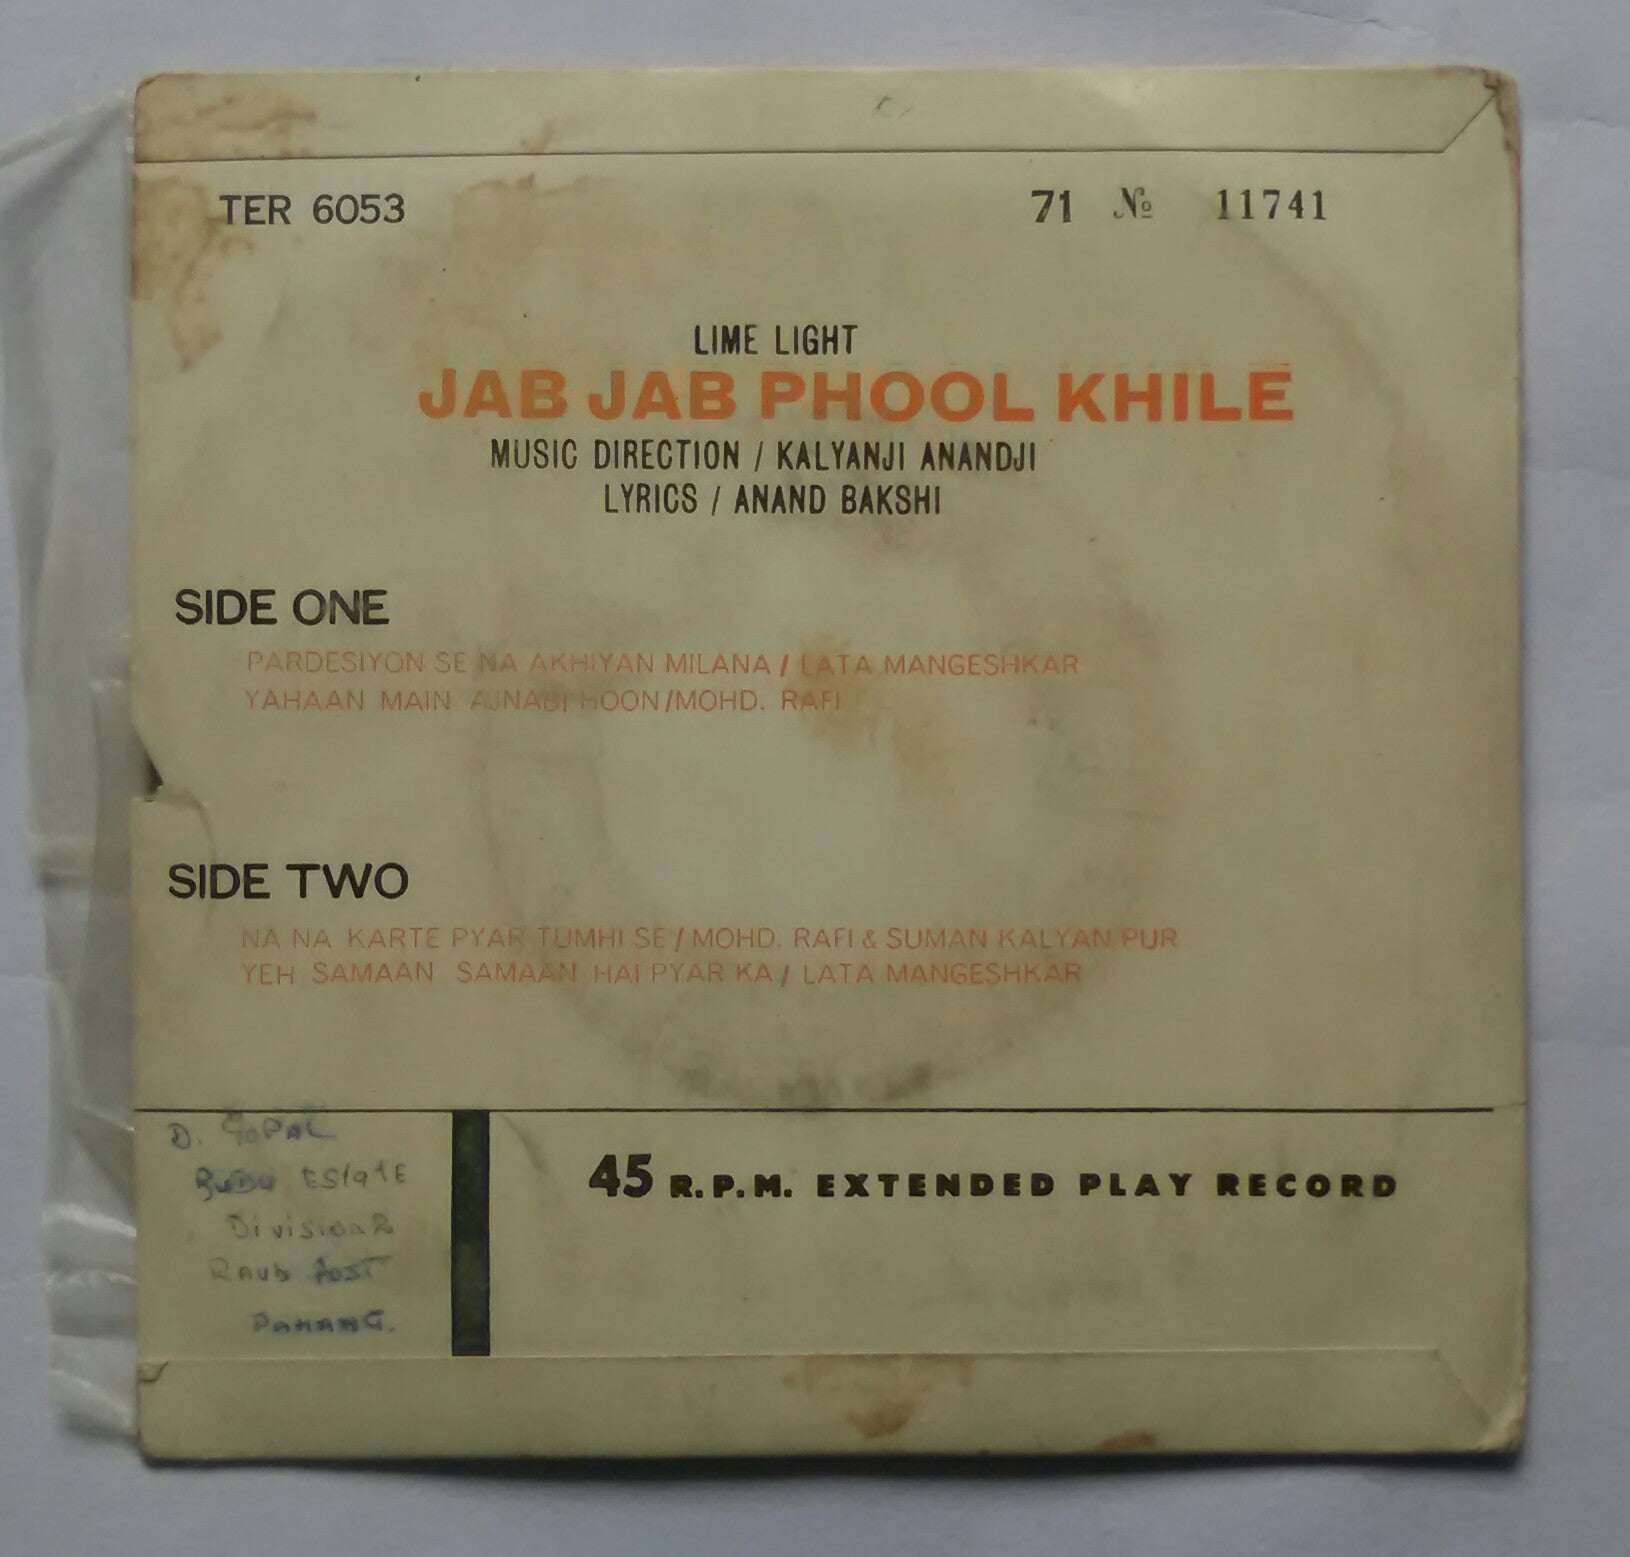 TER 6053 71 № 11741
LIME LIGHT
JAB JAB PHOOL KHILE
MUSIC DIRECTION / KALYANJI ANANDJI
LYRICS / ANAND BAKSHI
SIDE ONE
PARDESIYON SE NA AKHIYAN MILANA / LATA MANGESHKAR
YAHAAN MAIN AJNABI HOON/MOHD. RAFI
SIDE TWO
NA NA KARTE PYAR TUMHI SE / MOHD. RAFI & SUMAN KALYAN PUR
YEH SAMAAN SAMAAN HAI PYAR KA / LATA MANGESHKAR
D. GOPAL
ESTATE
Division
Raub POST
PAHANG.
45 R.P.M. EXTENDED PLAY RECORD